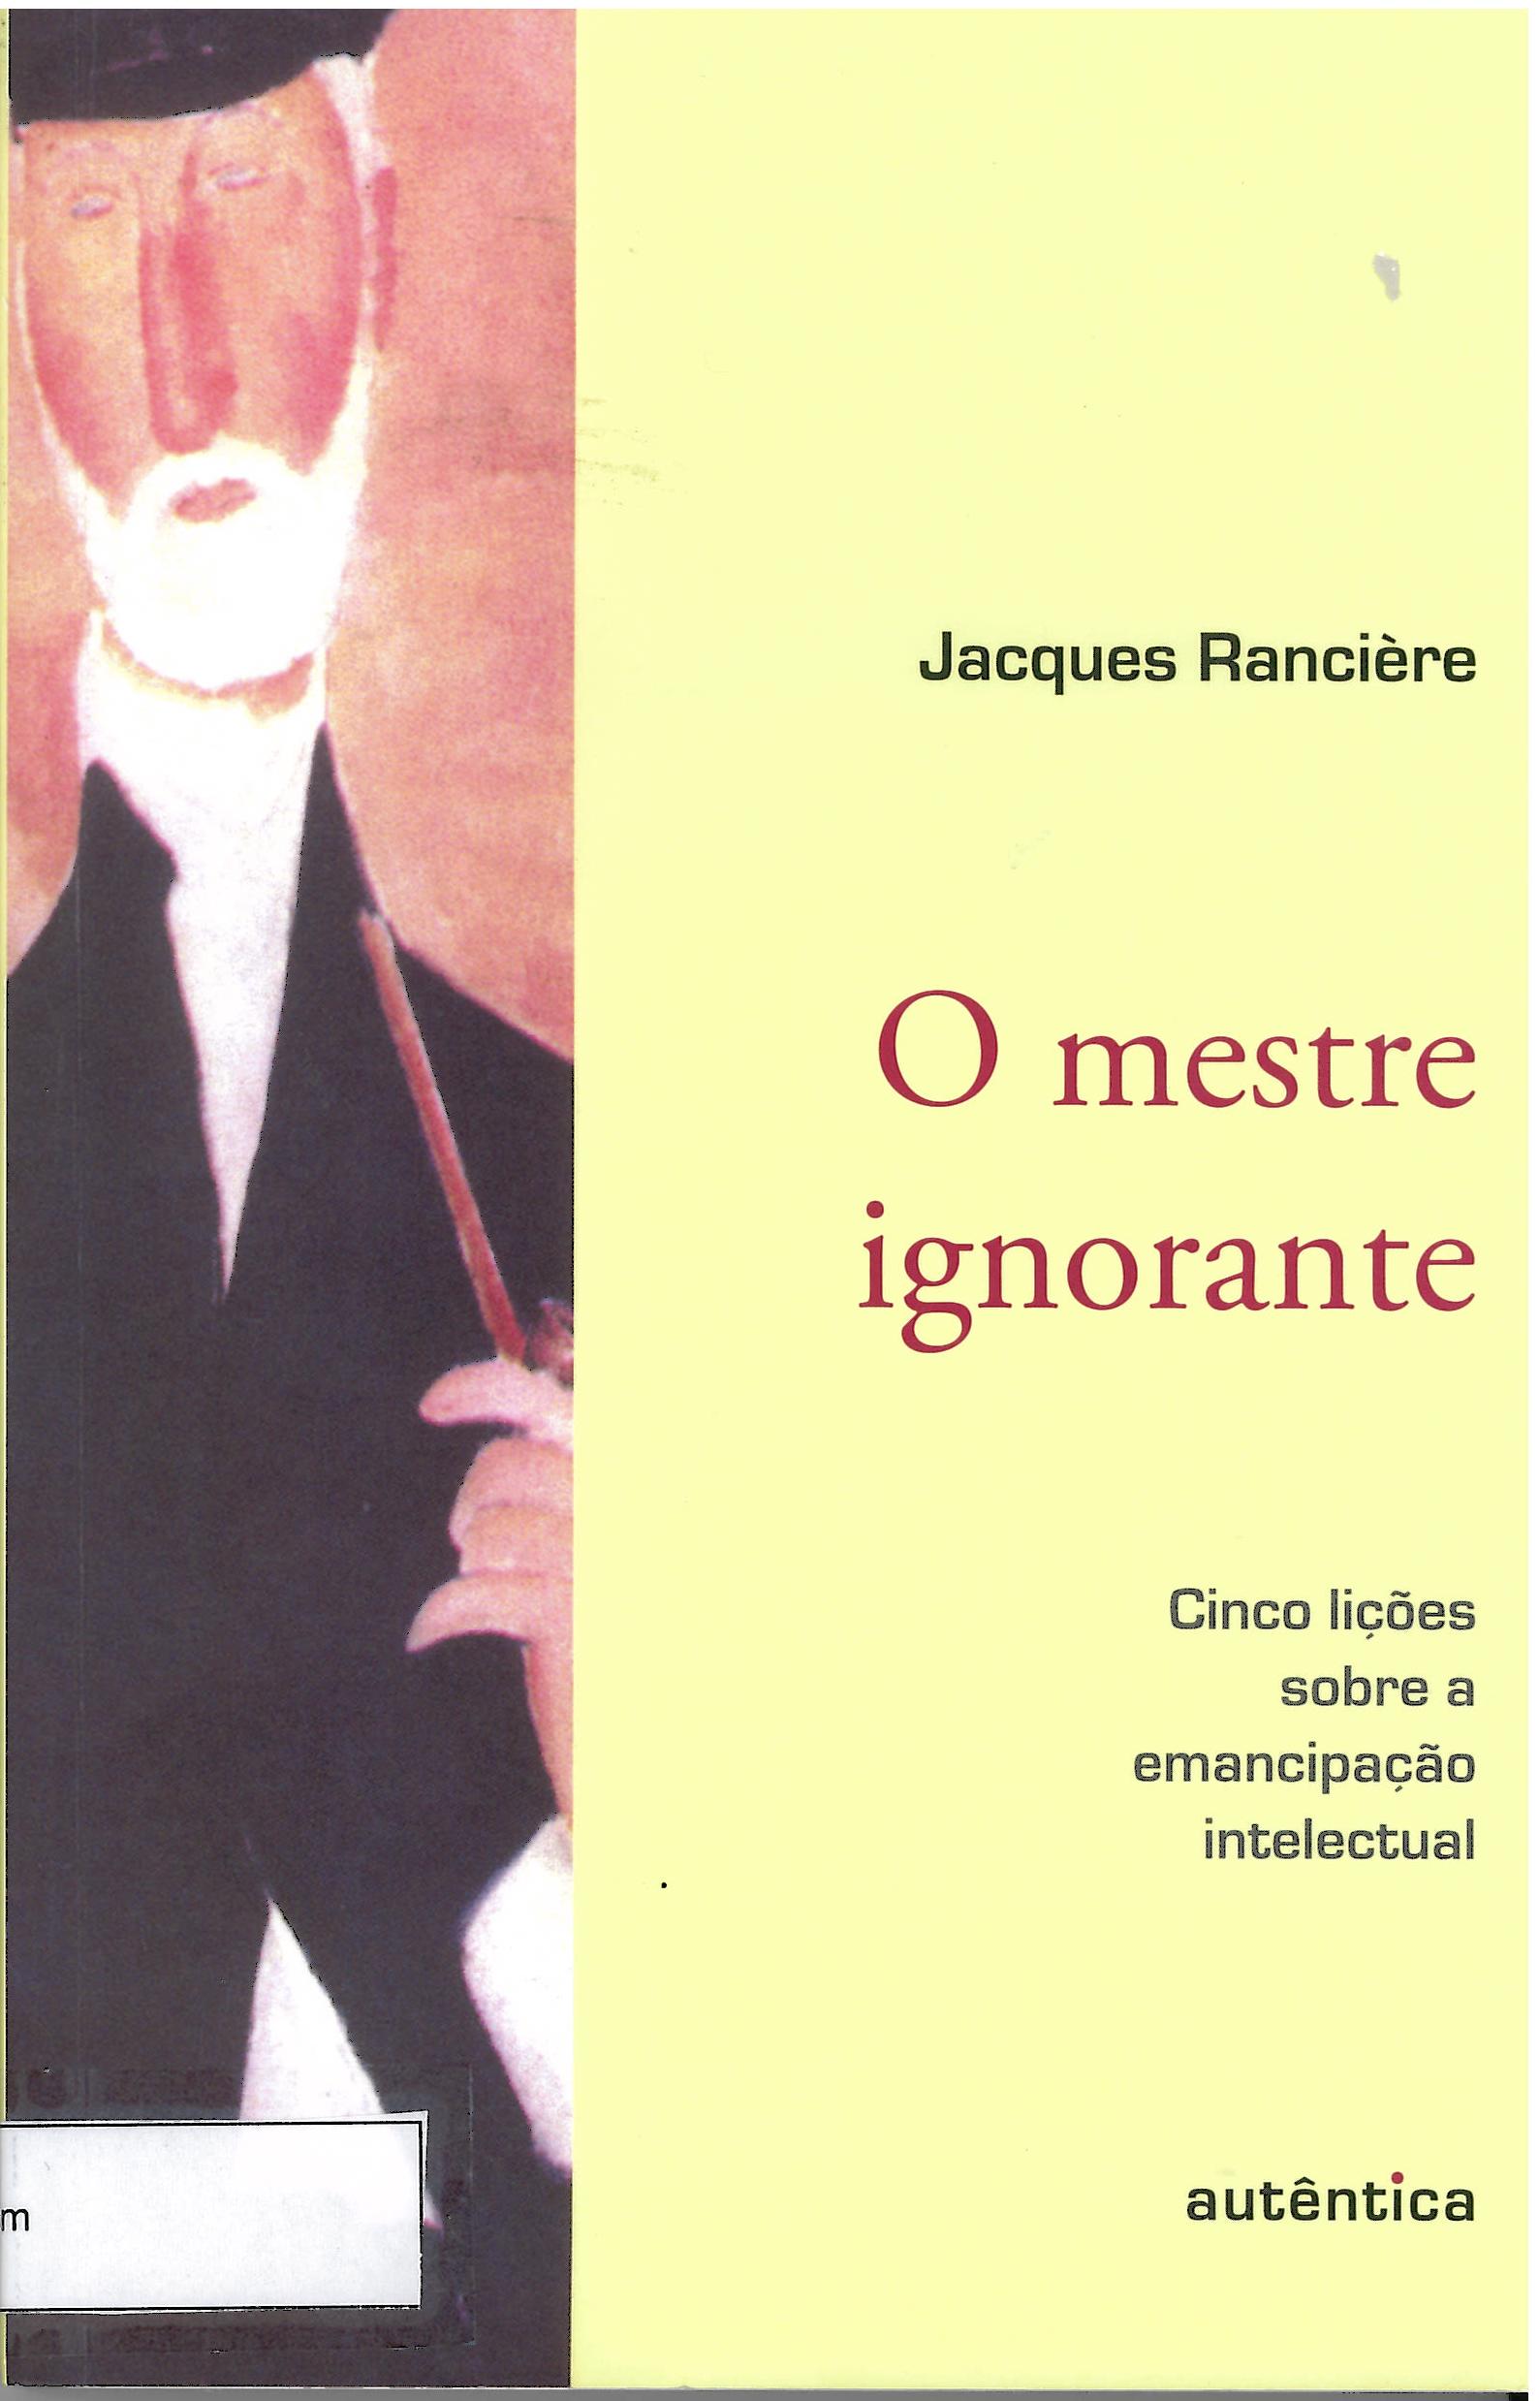 Jacques Rancière
O mestre
ignorante
Cinco lições
sobre a
emancipação
intelectual
autêntica
m